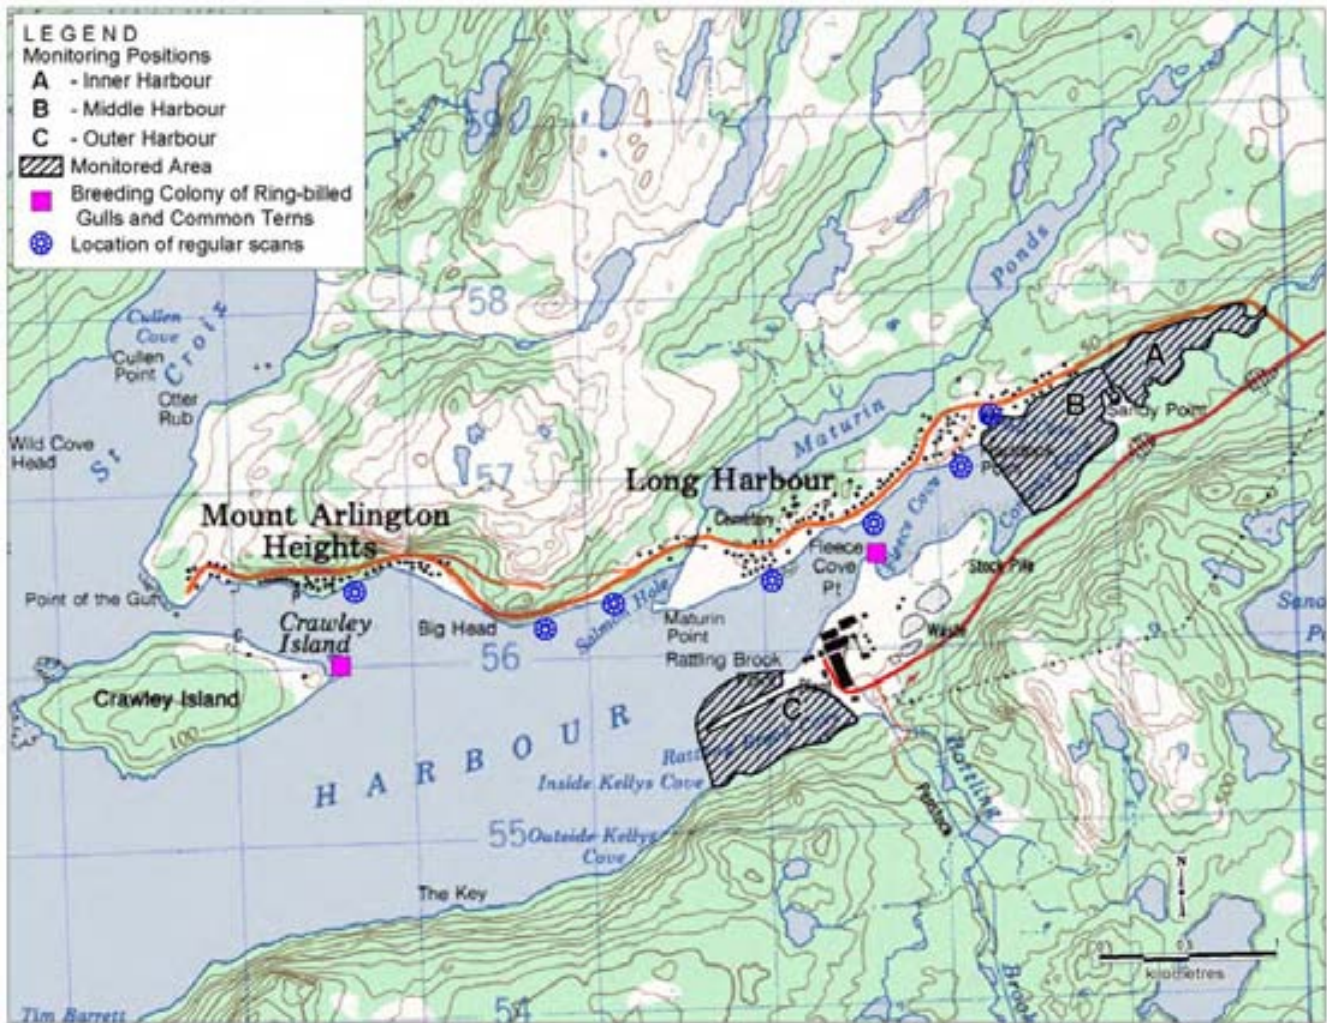 LEGEND
Monitoring Positions
A - Inner Harbour
B - Middle Harbour
C - Outer Harbour
Monitored Area
Breeding Colony of Ring-billed
Gulls and Common Terns
Location of regular scans
59
58
Ponds
Cullen
Cove
Cullen
Point
Croix
Otter
Rub
Wild Cove
Head
St
57
Maturin
50
A
B
Sandy Point
Long Harbour
Cemetery
Mount Arlington
Heights
Fleece Cove
Fleece
Cove
Pt
Stock Pile
Point of the Gut
Crawley
Island
Big Head
Salmon Hole
Maturin
Point
Waste
56
Rattling Brook
Crawley Island
100
C
HARBOUR
Inside Kellys Cove
55
Outside Kellys
Cove
Rattling
Brook
500
The Key
N
kilometres
54
Tim Barrett